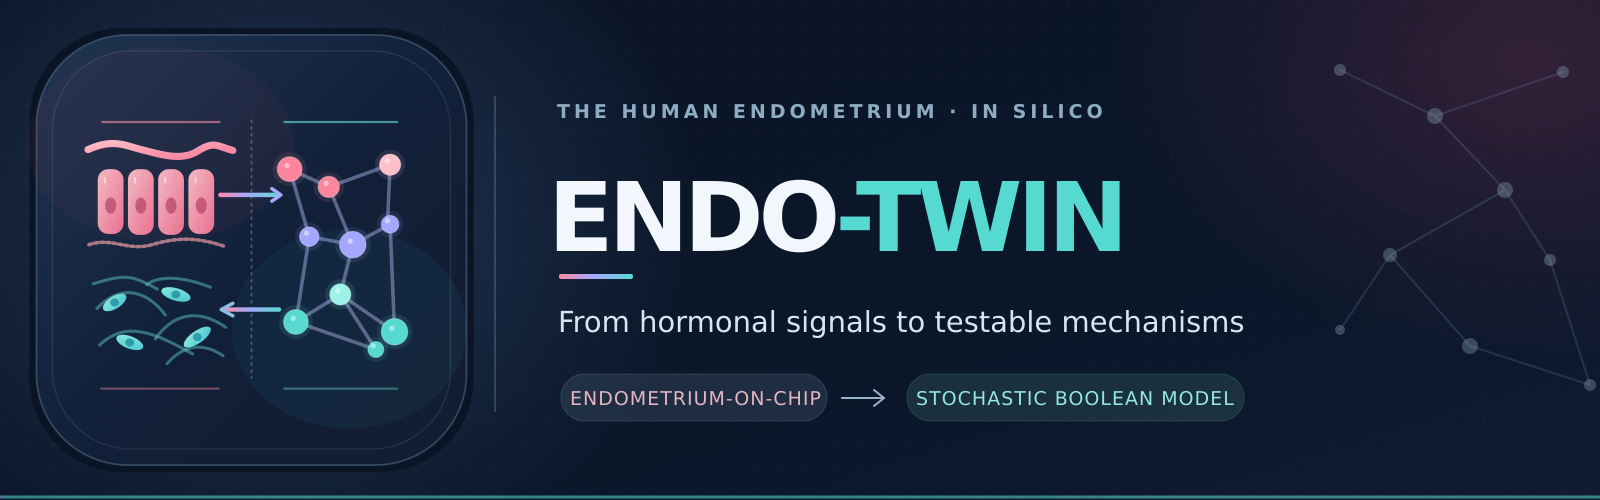 THE HUMAN ENDOMETRIUM · IN SILICO
ENDO-TWIN
From hormonal signals to testable mechanisms
ENDOMETRIUM-ON-CHIP
STOCHASTIC BOOLEAN MODEL